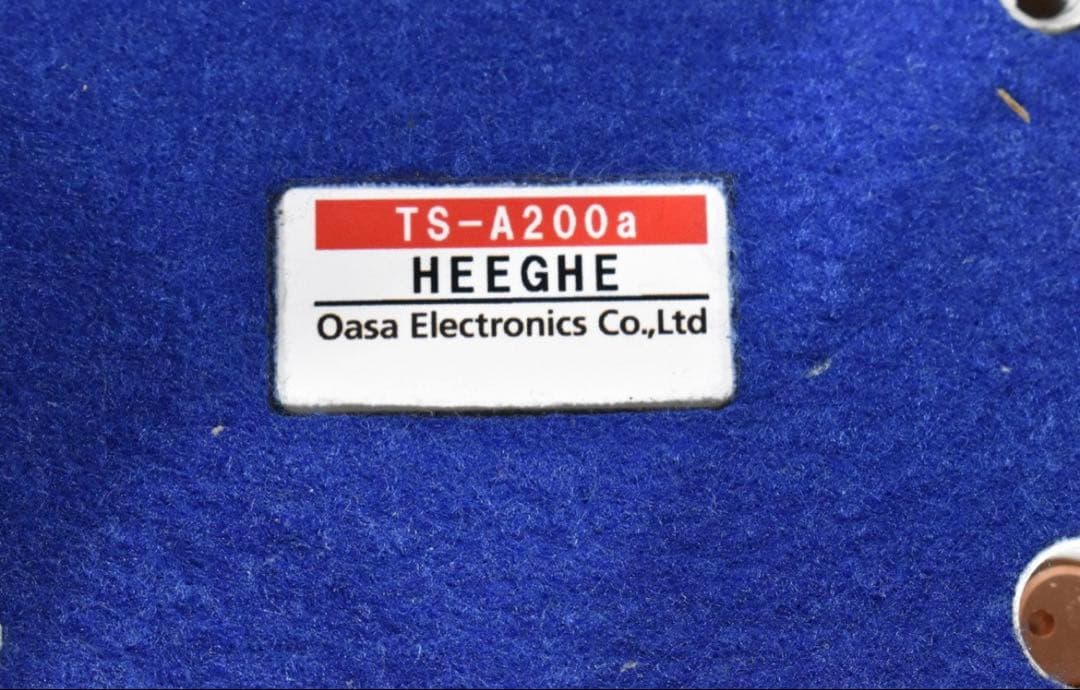 TS-A200a
HEEGHE
Oasa Electronics Co.,Ltd